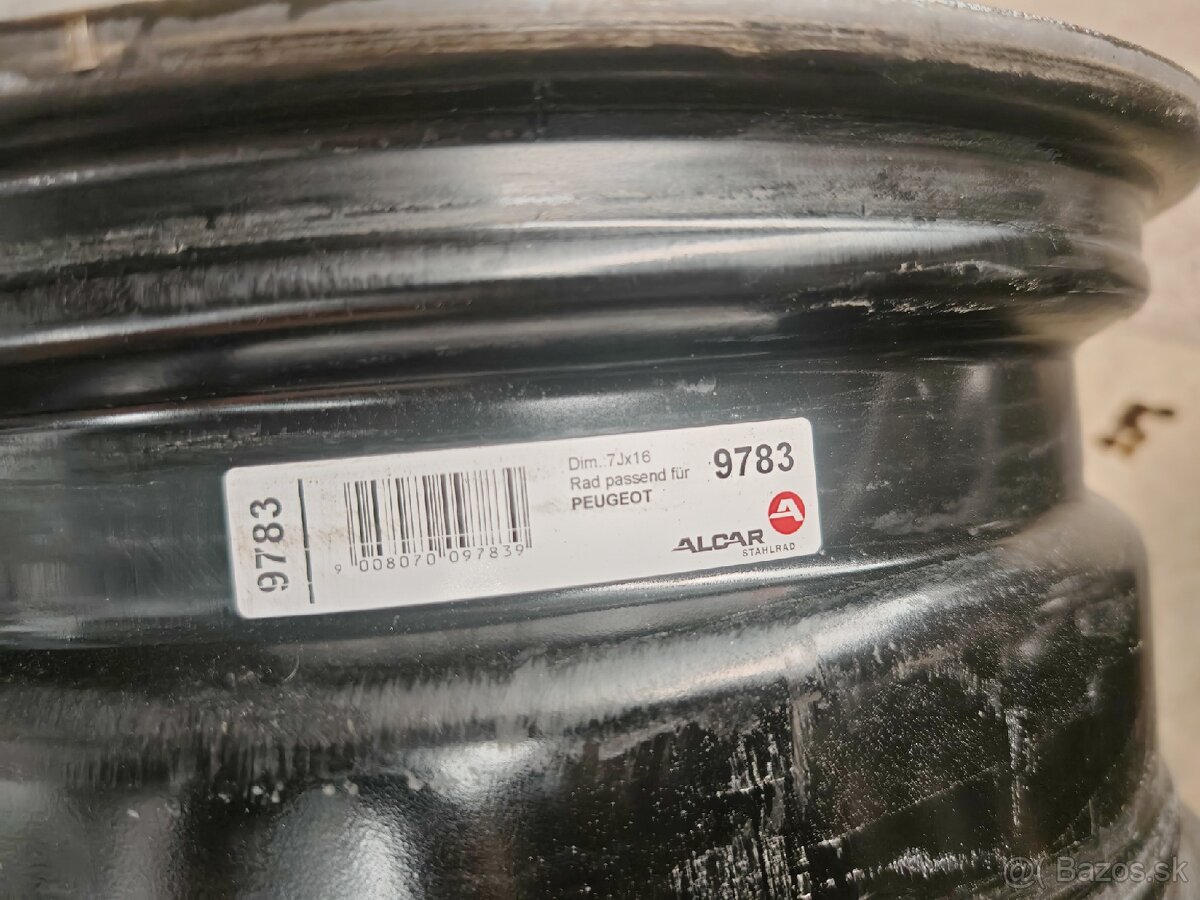 9783
9 008070 097839
Dim.:7Jx16
Rad passend für
PEUGEOT
9783
ALCAR
STAHLRAD
@( Bazos.sk